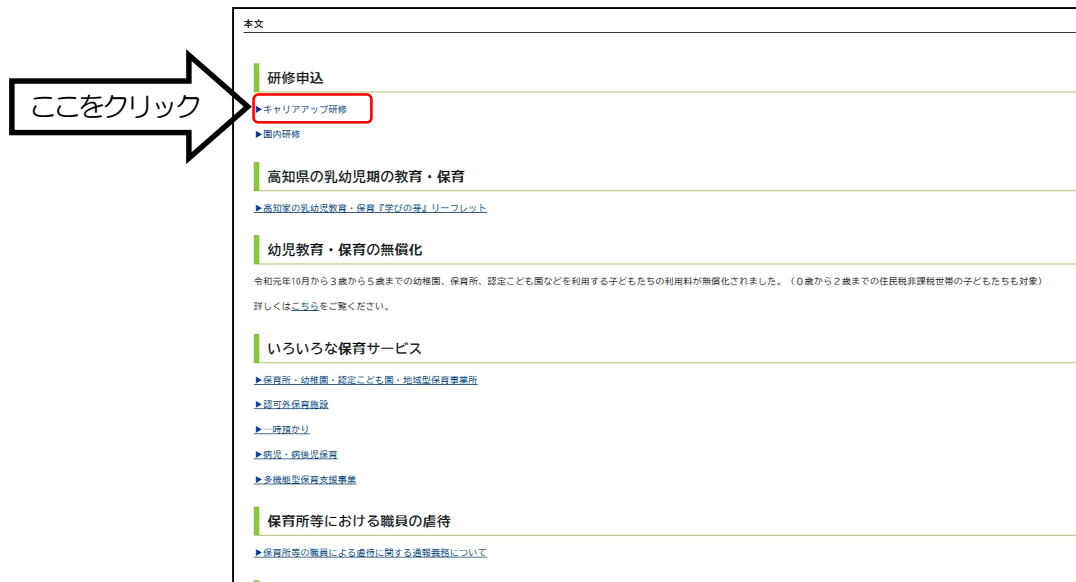 本文
研修申込
ここをクリック
▶キャリアアップ研修
▶園内研修
高知県の乳幼児期の教育・保育
▶高知家の乳幼児教育・保育『学びの芽』リーフレット
幼児教育・保育の無償化
令和元年10月から３歳から５歳までの幼稚園、保育所、認定こども園などを利用する子どもたちの利用料が無償化されました。（０歳から２歳までの住民税非課税世帯の子どもたちも対象）
詳しくはこちらをご覧ください。
いろいろな保育サービス
▶保育所・幼稚園・認定こども園・地域型保育事業所
▶認可外保育施設
▶一時預かり
▶病児・病後児保育
▶多機能型保育支援事業
保育所等における職員の虐待
▶保育所等の職員による虐待に関する通報義務について